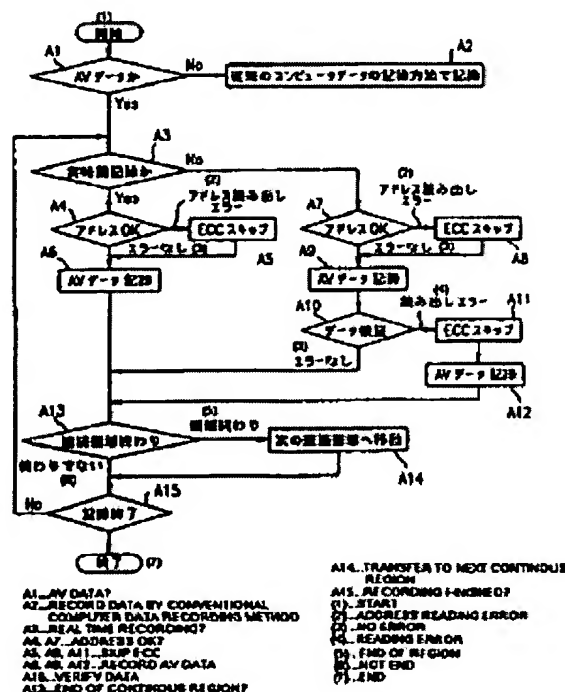 (1)
開始
A1
AVデータか
No
A2
従来のコンピュータデータの記録方法で記録
Yes
A3
実時間記録か
No
Yes
(2)
アドレス読み出し
エラー
A4
アドレスOK
ECCスキップ
A5
エラーなし(3)
A6
AVデータ記録
(2)
アドレス読み出し
エラー
A7
アドレスOK
ECCスキップ
A8
エラーなし(3)
A9
AVデータ記録
(4)
読み出しエラー
A10
データ検証
A11
ECCスキップ
(3)
エラーなし
AVデータ記録
A12
A13
(5)
領域終わり
連続領域終わり
次の連続領域へ移動
A14
終わりでない
(6)
A15
No
記録終了
終了
(7)
A1...AV DATA?
A2...RECORD DATA BY CONVENTIONAL
COMPUTER DATA RECORDING METHOD
A3...REAL TIME RECORDING?
A4, A7...ADDRESS OK?
A5, A8, A11...SKIP ECC
A6, A9, A12...RECORD AV DATA
A10...VERIFY DATA
A13...END OF CONTINOUS REGION?
A14...TRANSFER TO NEXT CONTINOUS
REGION
A15...RECORDING FINISHED?
(1)...START
(2)...ADDRESS READING ERROR
(3)...NO ERROR
(4)...READING ERROR
(5)...END OF REGION
(6)...NOT END
(7)...END